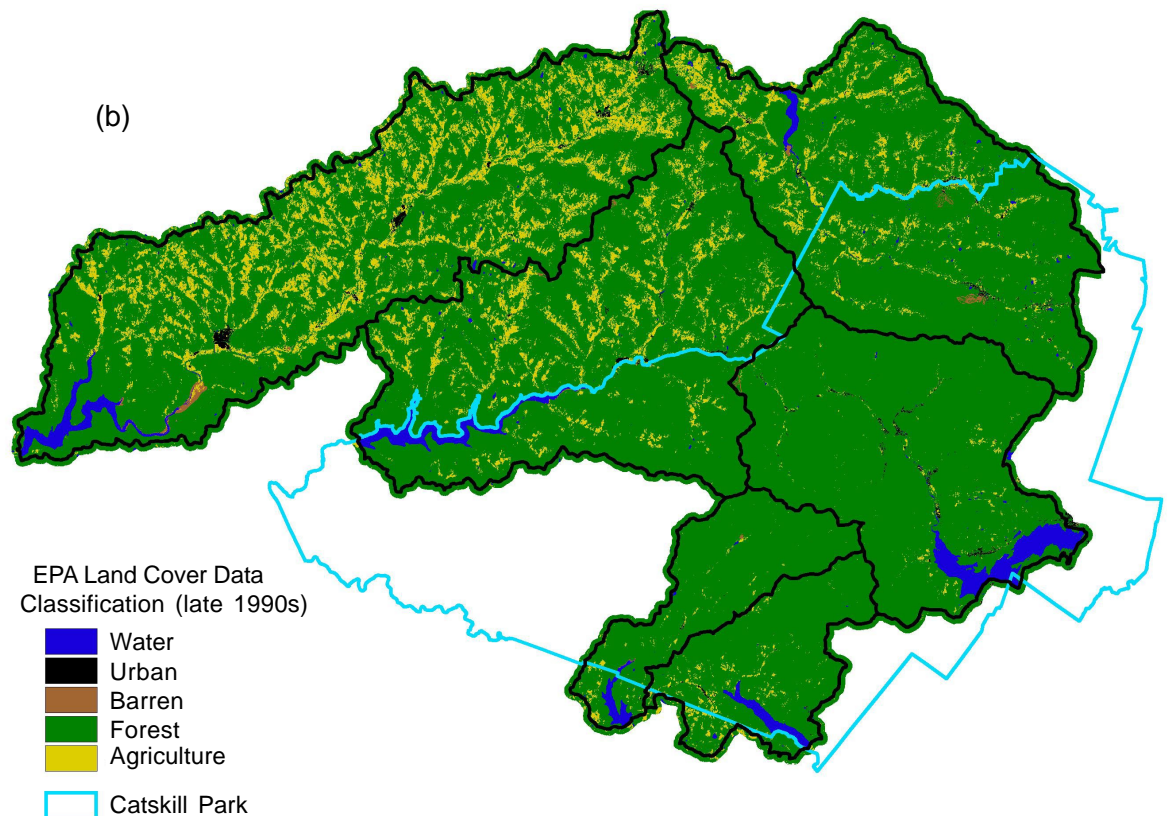 (b)
EPA Land Cover Data
Classification (late 1990s)
Water
Urban
Barren
Forest
Agriculture
Catskill Park